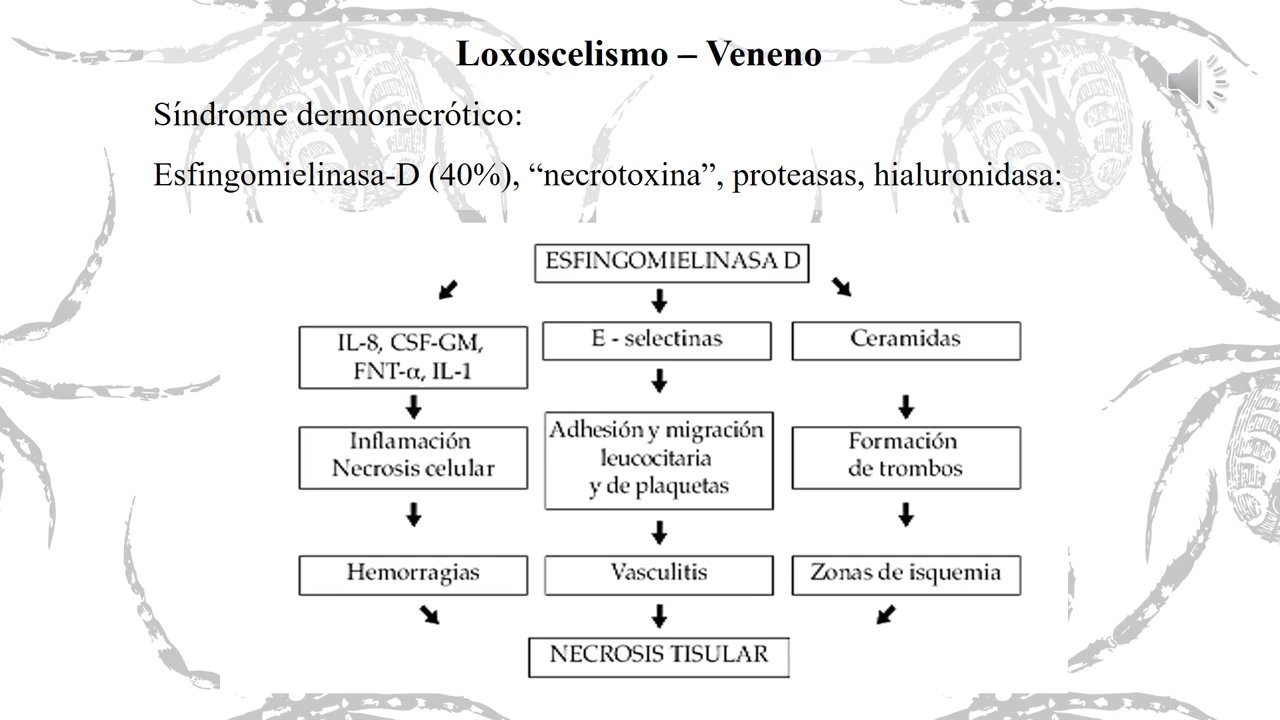 Loxoscelismo – Veneno
Síndrome dermonecrótico:
Esfingomielinasa-D (40%), “necrotoxina”, proteasas, hialuronidasa:
ESFINGOMIELINASA D
IL-8, CSF-GM,
FNT-α, IL-1
E - selectinas
Ceramidas
Inflamación
Necrosis celular
Adhesión y migración
leucocitaria
y de plaquetas
Formación
de trombos
Hemorragias
Vasculitis
Zonas de isquemia
NECROSIS TISULAR